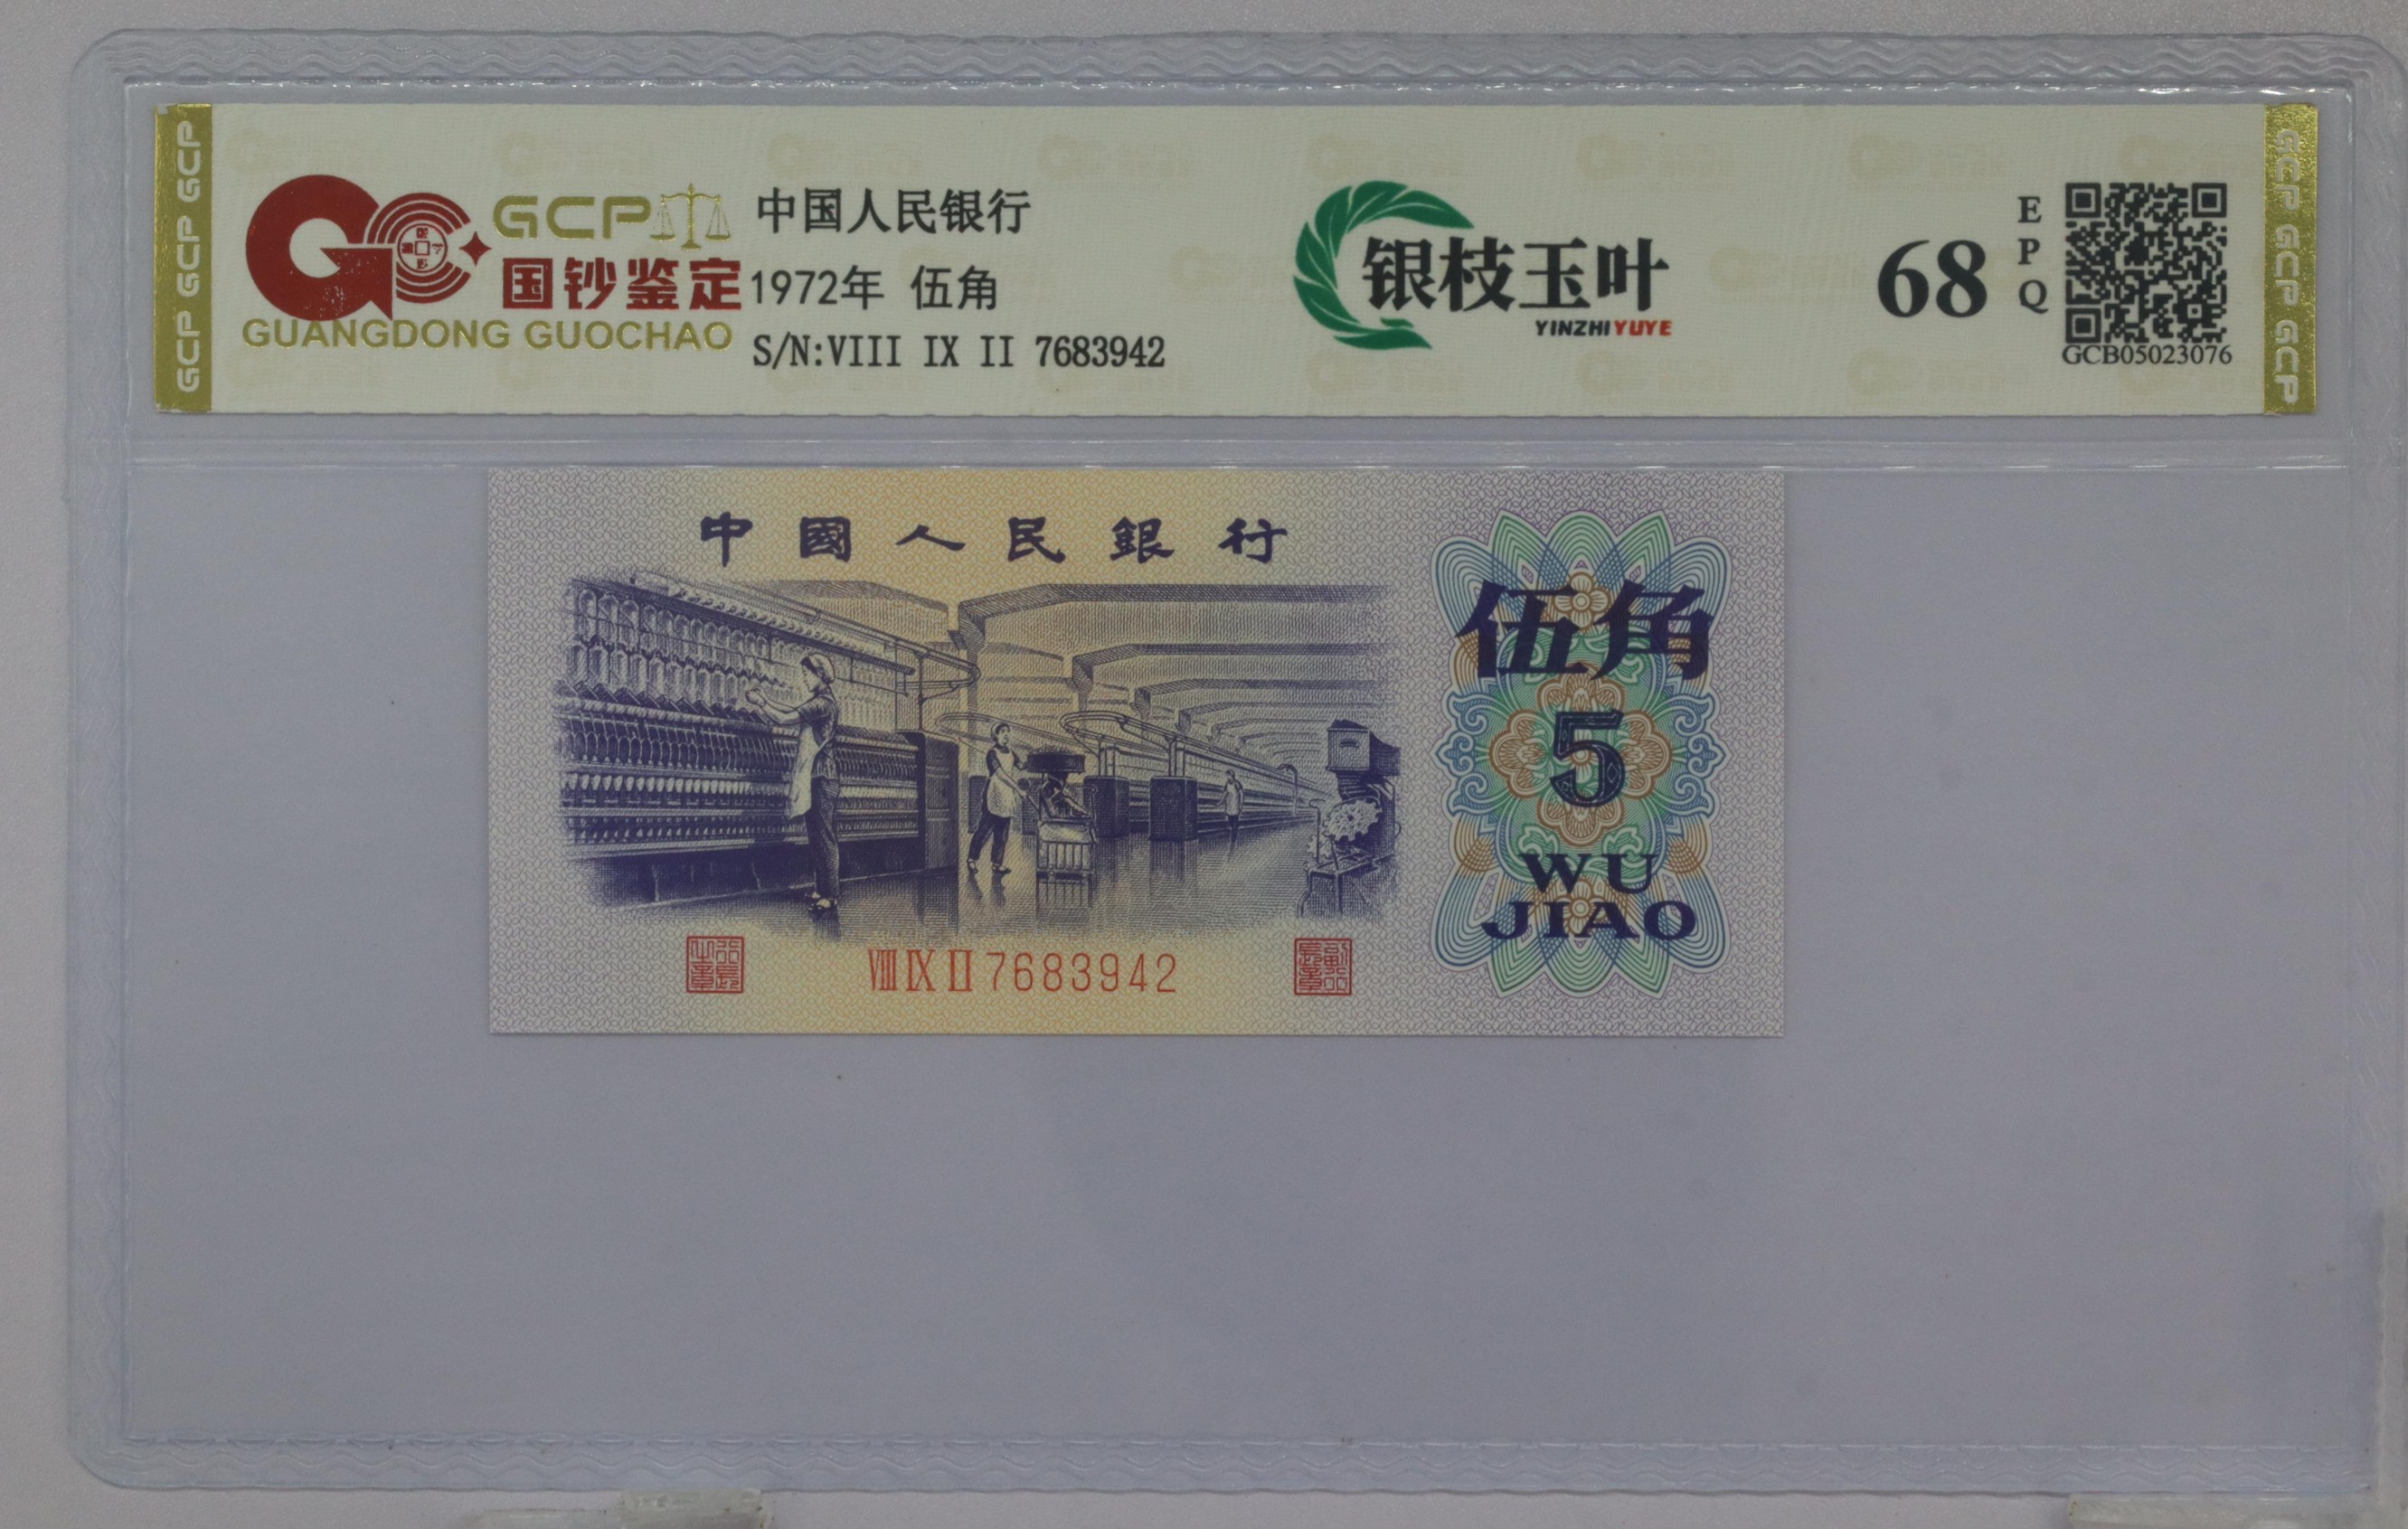 GCP GCP GCP
GCP
国钞鉴定
GUANGDONG GUOCHAO
中国人民银行
1972年 伍角
S/N:VIII IX II 7683942
银枝玉叶
YINZHIYUYE
68
EPQ
GCB05023076
GCP GCP GCP
中國人民銀行
伍角
5
WU
JIAO
VIII IX II 7683942